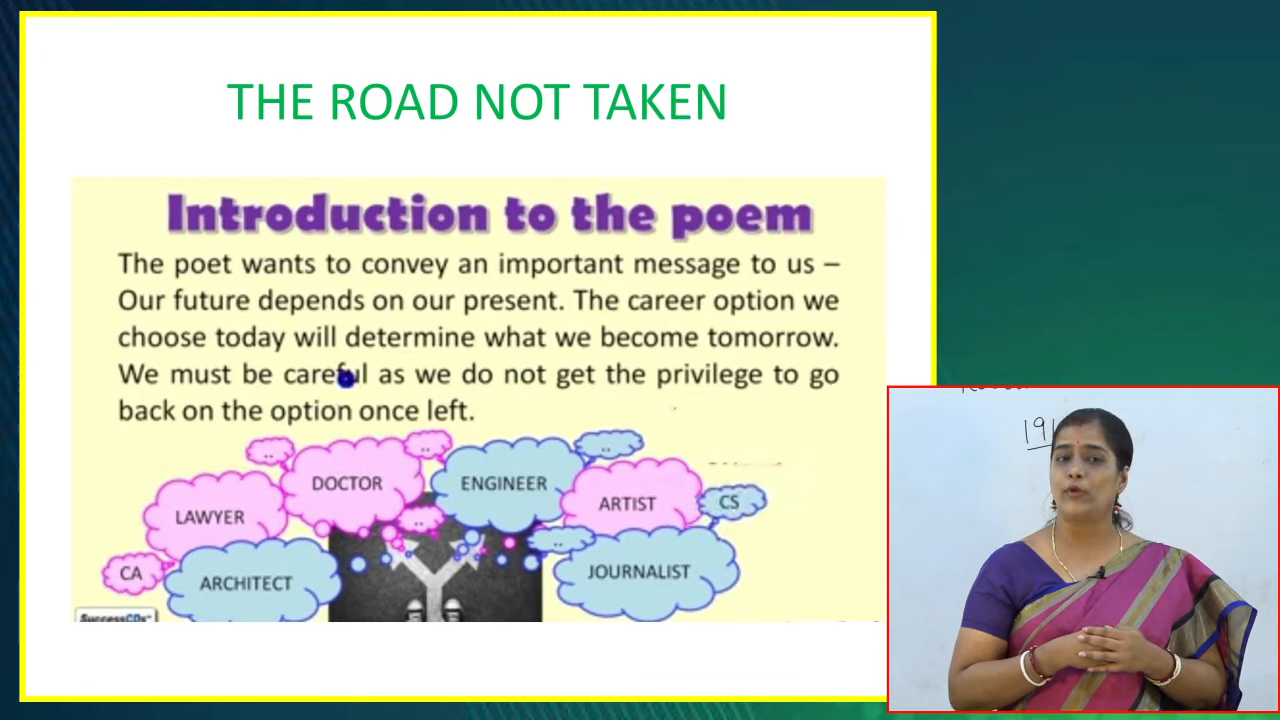 THE ROAD NOT TAKEN
Introduction to the poem
The poet wants to convey an important message to us –
Our future depends on our present. The career option we
choose today will determine what we become tomorrow.
We must be careful as we do not get the privilege to go
back on the option once left.
..
..
..
DOCTOR
ENGINEER
LAWYER
ARTIST
CS
..
..
CA
ARCHITECT
JOURNALIST
SuccessCDs
19